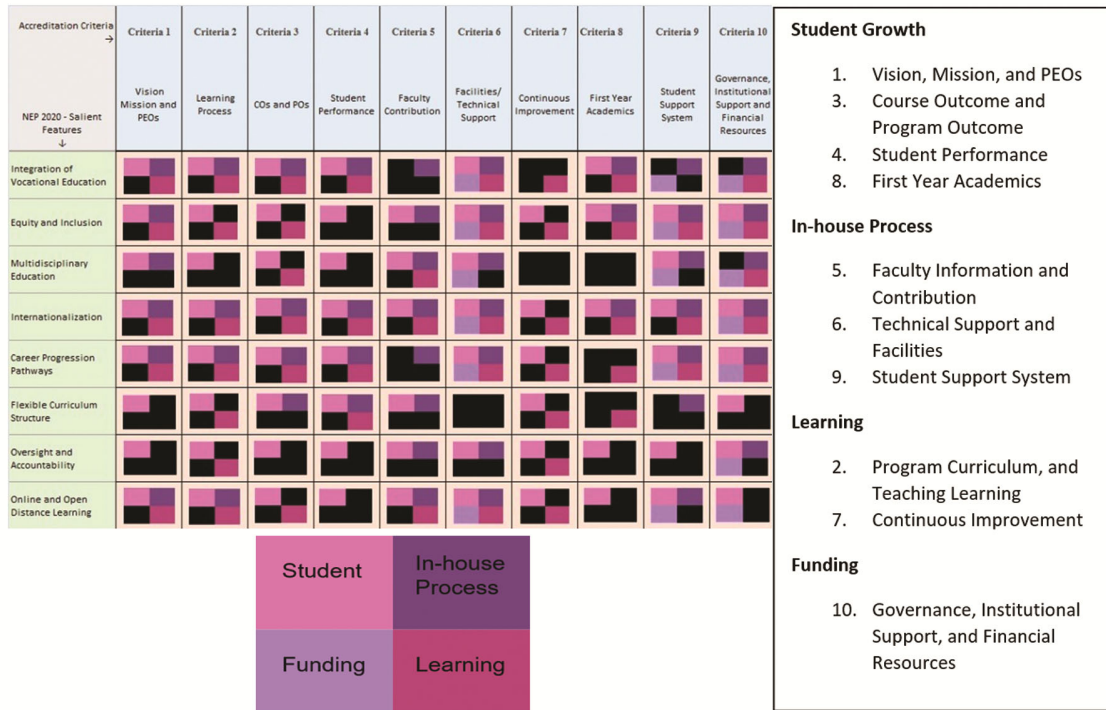 Accreditation Criteria
→
NEP 2020 - Salient
Features
↓
Criteria 1
Vision
Mission and
PEOs
Criteria 2
Learning
Process
Criteria 3
COs and POs
Criteria 4
Student
Performance
Criteria 5
Faculty
Contribution
Criteria 6
Facilities/
Technical
Support
Criteria 7
Continuous
Improvement
Criteria 8
First Year
Academics
Criteria 9
Student
Support
System
Criteria 10
Governance,
Institutional
Support and
Financial
Resources
Integration of
Vocational Education
Equity and Inclusion
Multidisciplinary
Education
Internationalization
Career Progression
Pathways
Flexible Curriculum
Structure
Oversight and
Accountability
Online and Open
Distance Learning
Student
In-house
Process
Funding
Learning
Student Growth
1. Vision, Mission, and PEOs
3. Course Outcome and
Program Outcome
4. Student Performance
8. First Year Academics
In-house Process
5. Faculty Information and
Contribution
6. Technical Support and
Facilities
9. Student Support System
Learning
2. Program Curriculum, and
Teaching Learning
7. Continuous Improvement
Funding
10. Governance, Institutional
Support, and Financial
Resources